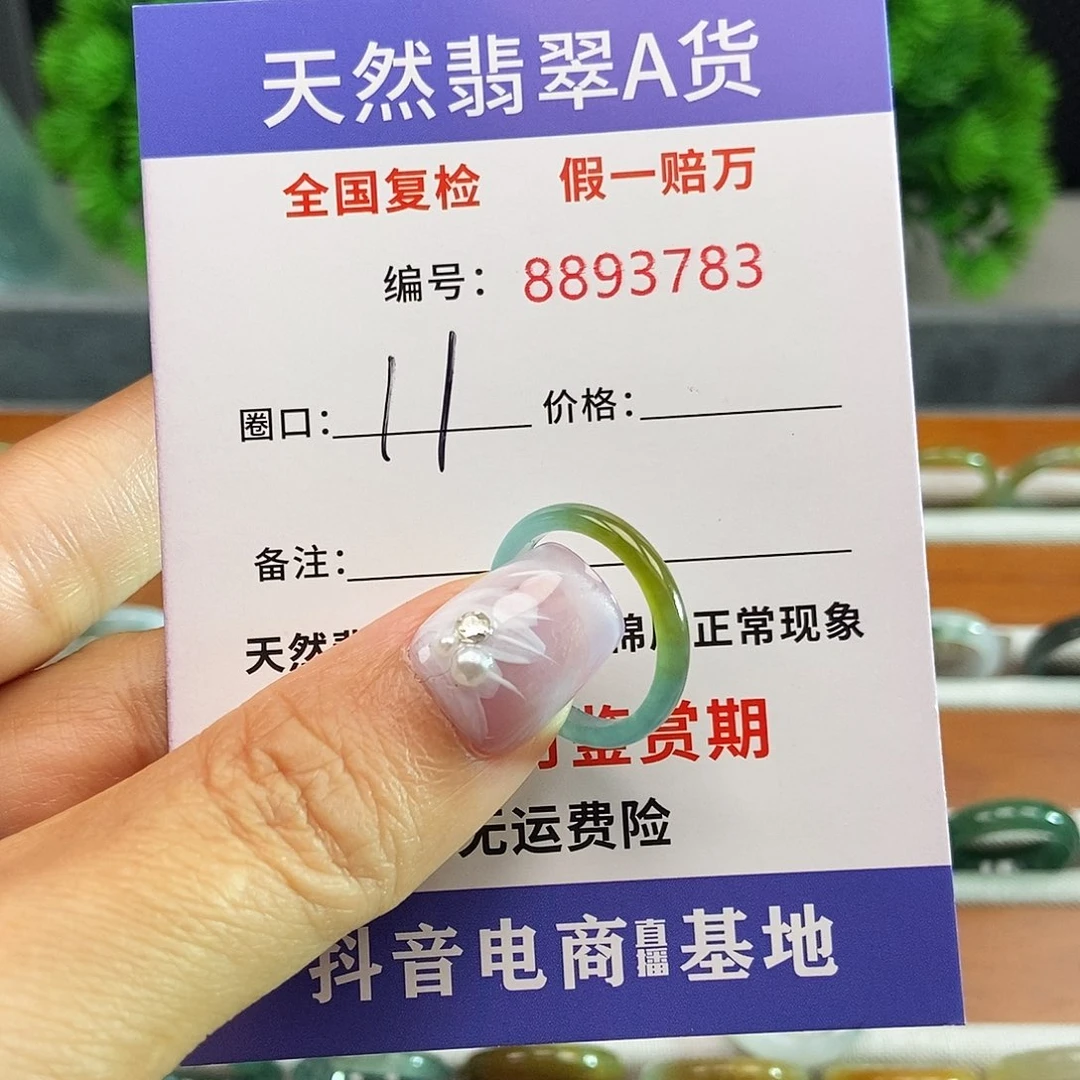 天然翡翠A货
全国复检 假一赔万
编号：8893783
圈口：11 价格：
备注：
天然 正常现象
鉴赏期
无运费险
抖音电商直播基地